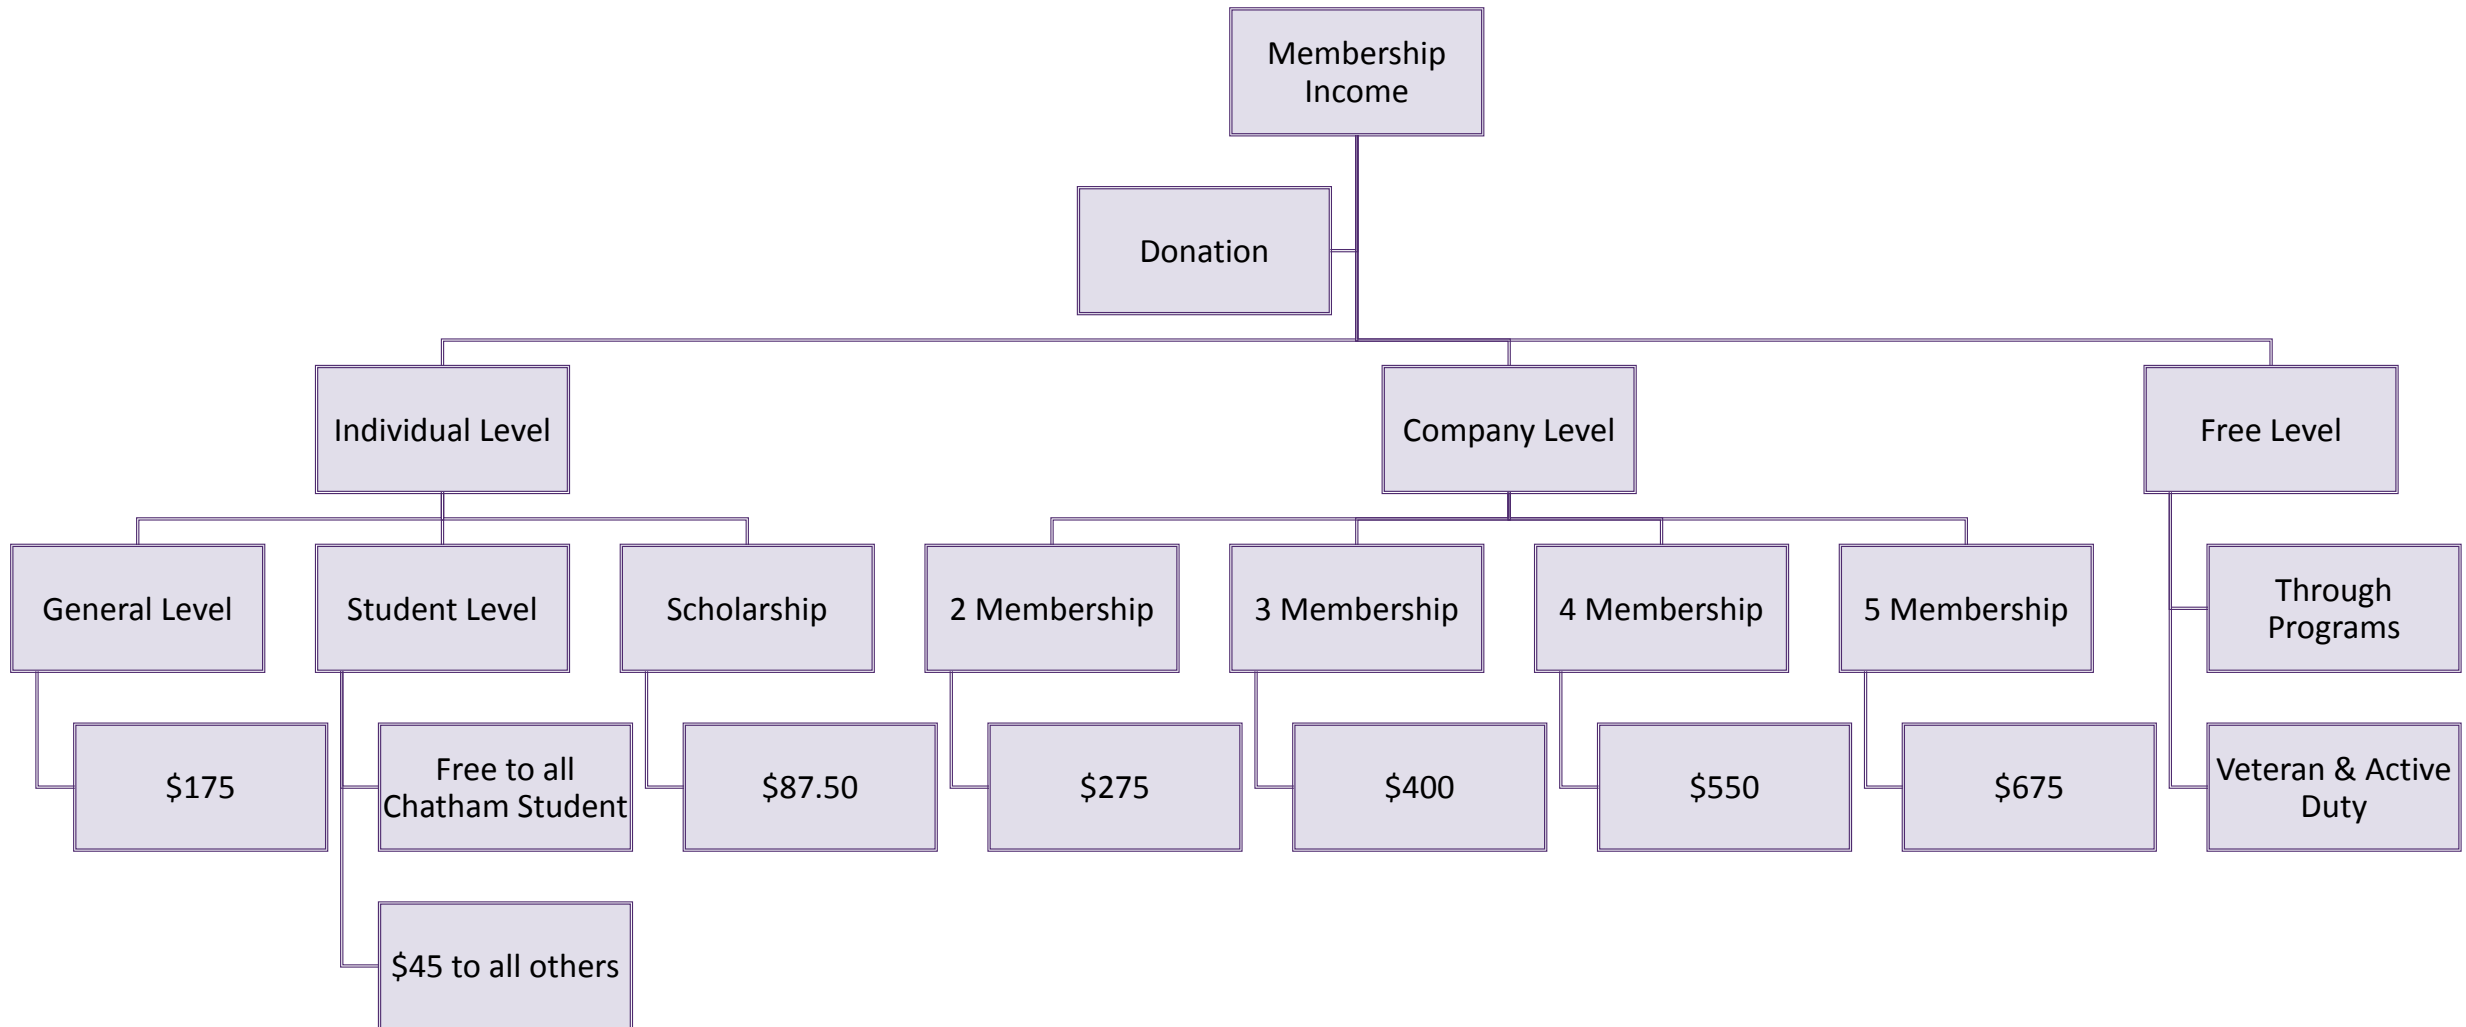 Membership
Income
Donation
Individual Level
Company Level
Free Level
General Level
Student Level
Scholarship
2 Membership
3 Membership
4 Membership
5 Membership
Through
Programs
$175
Free to all
Chatham Student
$87.50
$275
$400
$550
$675
Veteran & Active
Duty
$45 to all others